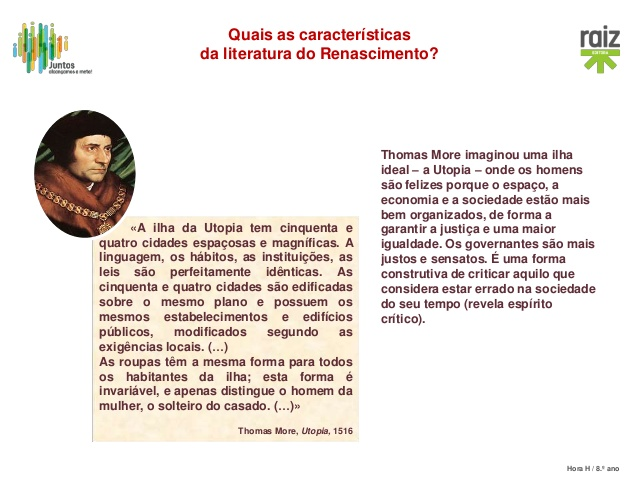 Quais as características
da literatura do Renascimento?
Juntos
alcançamos a meta!
raiz
EDITORA
Thomas More imaginou uma ilha
ideal – a Utopia – onde os homens
são felizes porque o espaço, a
economia e a sociedade estão mais
bem organizados, de forma a
garantir a justiça e uma maior
igualdade. Os governantes são mais
justos e sensatos. É uma forma
construtiva de criticar aquilo que
considera estar errado na sociedade
do seu tempo (revela espírito
crítico).
«A ilha da Utopia tem cinquenta e
quatro cidades espaçosas e magníficas. A
linguagem, os hábitos, as instituições, as
leis são perfeitamente idênticas. As
cinquenta e quatro cidades são edificadas
sobre o mesmo plano e possuem os
mesmos estabelecimentos e edifícios
públicos, modificados segundo as
exigências locais. (…)
As roupas têm a mesma forma para todos
os habitantes da ilha; esta forma é
invariável, e apenas distingue o homem da
mulher, o solteiro do casado. (…)»
Thomas More, Utopia, 1516
Hora H / 8.º ano